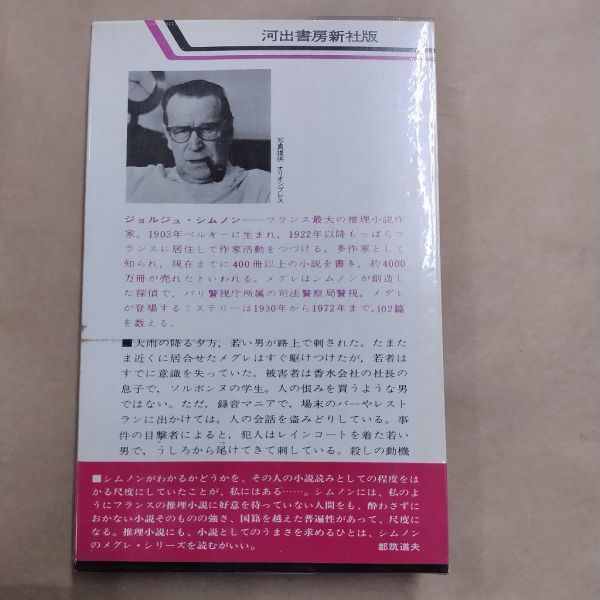 河出書房新社版
写真提供 オリオンプレス
ジョルジュ・シムノン──フランス最大の推理小説作
家。1903年ベルギーに生まれ，1922年以降もっぱらフ
ランスに居住して作家活動をつづける。多作家として
知られ，現在までに400冊以上の小説を書き，約4000
万冊が売れたといわれる。メグレはシムノンが創造し
た探偵で，パリ警視庁所属の司法警察局警視。メグレ
が登場するミステリーは1930年から1972年まで，102篇
を数える。
■大雨の降る夕方，若い男が路上で刺された。たまた
ま近くに居合せたメグレはすぐ駆けつけたが，若者は
すでに意識を失っていた。被害者は香水会社の社長の
息子で，ソルボンヌの学生。人の恨みを買うような男
ではない。ただ，録音マニアで，場末のバーやレスト
ランに出かけては，人の会話を盗みどりしている。事
件の目撃者によると，犯人はレインコートを着た若い
男で，うしろから尾けてきて刺している。殺しの動機
■シムノンがわかるかどうかを、その人の小説読みとしての程度をは
かる尺度にしていたことが、私にはある……。シムノンには、私のよ
うにフランスの推理小説に好意を持っていない人間をも、酔わさずに
おかない小説そのものの強さ、国籍を越えた普遍性があって、尺度に
なる。推理小説にも、小説としてのうまさを求めるひとは、シムノン
のメグレ・シリーズを読むがいい。
都筑道夫